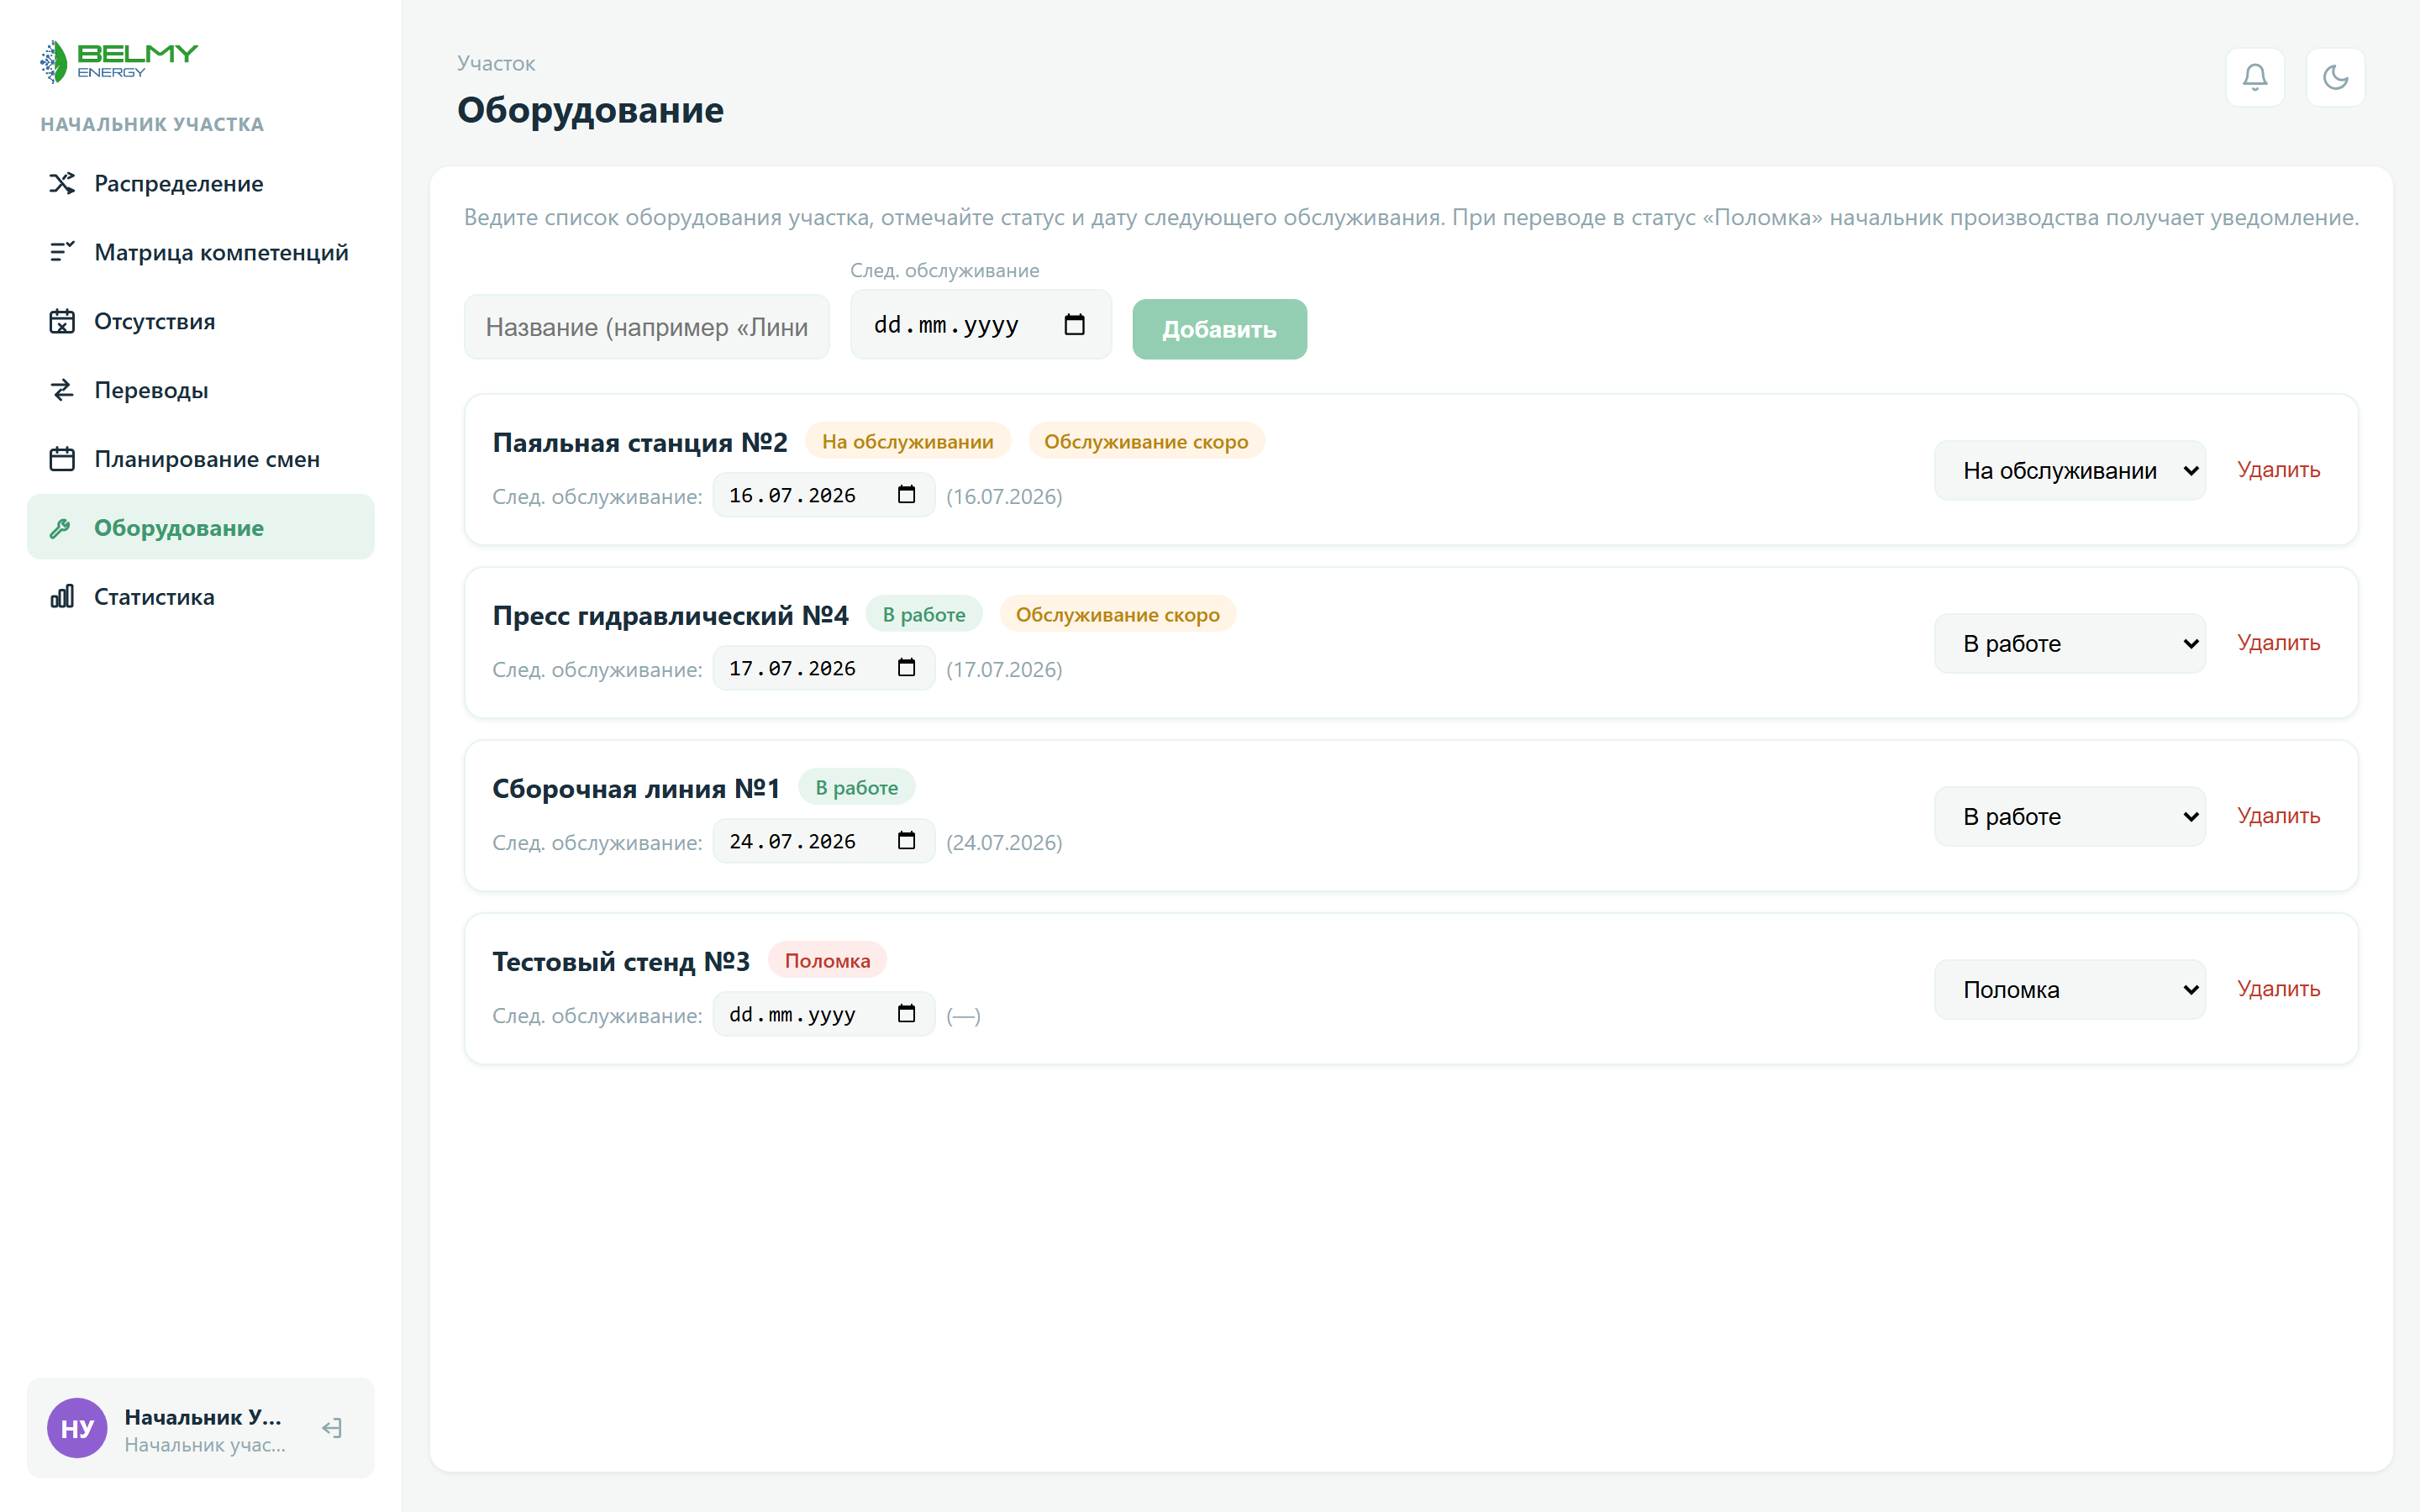 BELMY
ENERGY
НАЧАЛЬНИК УЧАСТКА
Распределение
Матрица компетенций
Отсутствия
Переводы
Планирование смен
Оборудование
Статистика
НУ
Начальник У...
Начальник учас...
Участок
Оборудование
Ведите список оборудования участка, отмечайте статус и дату следующего обслуживания. При переводе в статус «Поломка» начальник производства получает уведомление.
След. обслуживание
Название (например «Лини
dd.mm.yyyy
Добавить
Паяльная станция №2 На обслуживании Обслуживание скоро
След. обслуживание: 16.07.2026 (16.07.2026)
На обслуживании Удалить
Пресс гидравлический №4 В работе Обслуживание скоро
След. обслуживание: 17.07.2026 (17.07.2026)
В работе Удалить
Сборочная линия №1 В работе
След. обслуживание: 24.07.2026 (24.07.2026)
В работе Удалить
Тестовый стенд №3 Поломка
След. обслуживание: dd.mm.yyyy (—)
Поломка Удалить